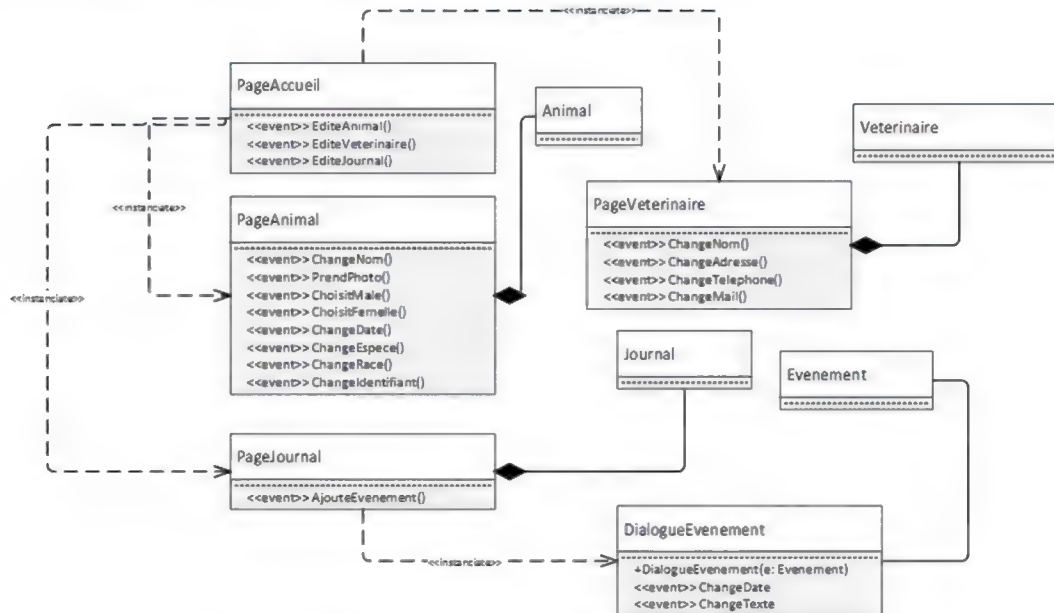 <<instanciate>>
PageAccueil
<<event>> EditeAnimal()
<<event>> EditeVeterinaire()
<<event>> EditeJournal()
Animal
Veterinaire
<<instanciate>>
PageAnimal
<<event>> ChangeNom()
<<event>> PrendPhoto()
<<event>> ChoisitMale()
<<event>> ChoisitFemelle()
<<event>> ChangeDate()
<<event>> ChangeEspece()
<<event>> ChangeRace()
<<event>> ChangeIdentifiant()
PageVeterinaire
<<event>> ChangeNom()
<<event>> ChangeAdresse()
<<event>> ChangeTelephone()
<<event>> ChangeMail()
<<instanciate>>
Journal
Evenement
PageJournal
<<event>> AjouteEvenement()
<<instanciate>>
DialogueEvenement
+DialogueEvenement(e: Evenement)
<<event>> ChangeDate
<<event>> ChangeTexte